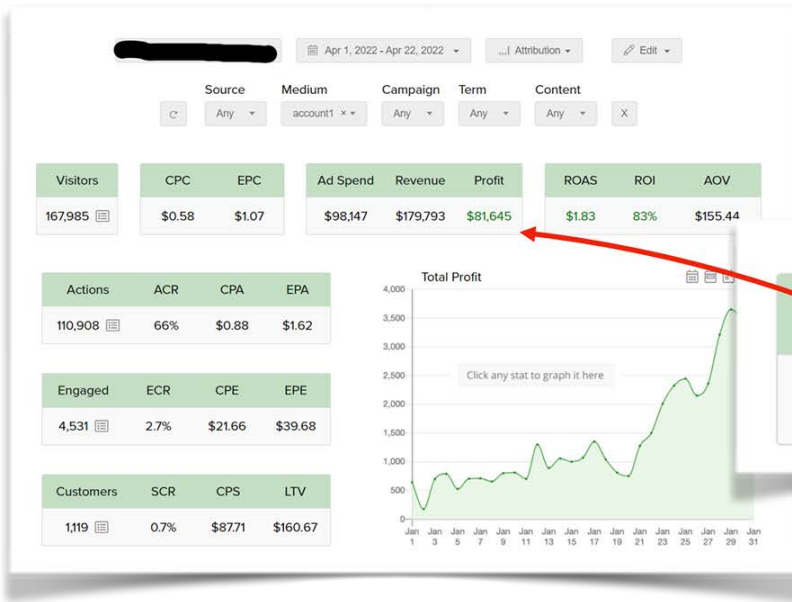 Apr 1, 2022 - Apr 22, 2022
Attribution
Edit
Source Medium Campaign Term Content
Any account1 × Any Any Any X
Visitors
167,985
CPC EPC
$0.58 $1.07
Ad Spend Revenue Profit
$98,147 $179,793 $81,645
ROAS ROI AOV
$1.83 83% $155.44
Actions ACR CPA EPA
110,908 66% $0.88 $1.62
Engaged ECR CPE EPE
4,531 2.7% $21.66 $39.68
Customers SCR CPS LTV
1,119 0.7% $87.71 $160.67
Total Profit
4,000
3,500
3,000
2,500
Click any stat to graph it here
2,000
1,500
1,000
500
0
Jan Jan Jan Jan Jan Jan Jan Jan Jan Jan Jan Jan Jan Jan Jan Jan
1 3 5 7 9 11 13 15 17 19 21 23 25 27 29 31